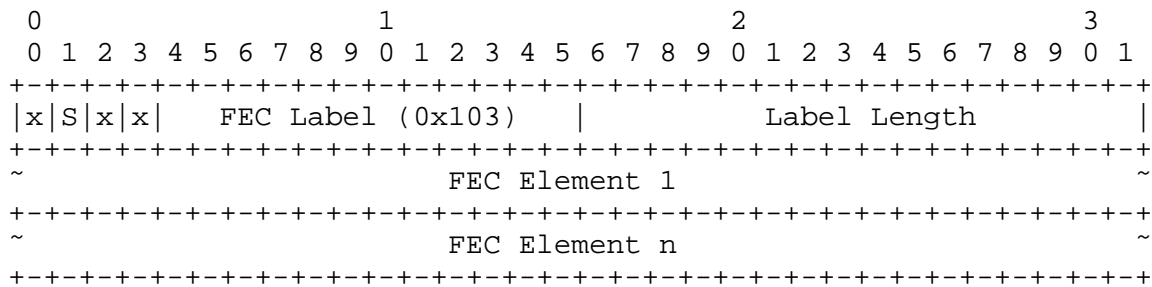 0                   1                   2                   3
 0 1 2 3 4 5 6 7 8 9 0 1 2 3 4 5 6 7 8 9 0 1 2 3 4 5 6 7 8 9 0 1
+-+-+-+-+-+-+-+-+-+-+-+-+-+-+-+-+-+-+-+-+-+-+-+-+-+-+-+-+-+-+-+-+
|x|S|x|x|   FEC Label (0x103)   |          Label Length         |
+-+-+-+-+-+-+-+-+-+-+-+-+-+-+-+-+-+-+-+-+-+-+-+-+-+-+-+-+-+-+-+-+
~                        FEC Element 1                          ~
+-+-+-+-+-+-+-+-+-+-+-+-+-+-+-+-+-+-+-+-+-+-+-+-+-+-+-+-+-+-+-+-+
~                        FEC Element n                          ~
+-+-+-+-+-+-+-+-+-+-+-+-+-+-+-+-+-+-+-+-+-+-+-+-+-+-+-+-+-+-+-+-+